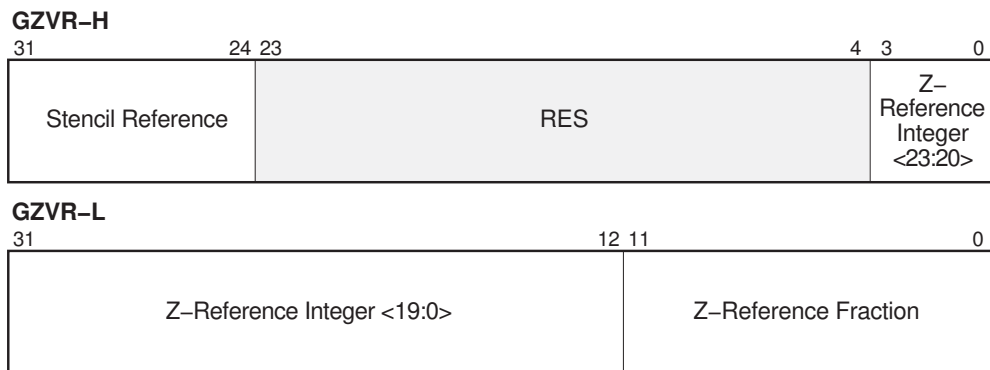 GZVR–H
31 24 23 4 3 0
Stencil Reference RES Z–
Reference
Integer
<23:20>
GZVR–L
31 12 11 0
Z–Reference Integer <19:0> Z–Reference Fraction